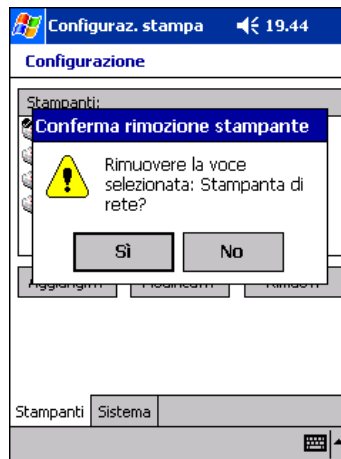 Configuraz. stampa 19.44
Configurazione
Stampanti:
Conferma rimozione stampante
Rimuovere la voce
selezionata: Stampanta di
rete?
Sì No
Stampanti Sistema